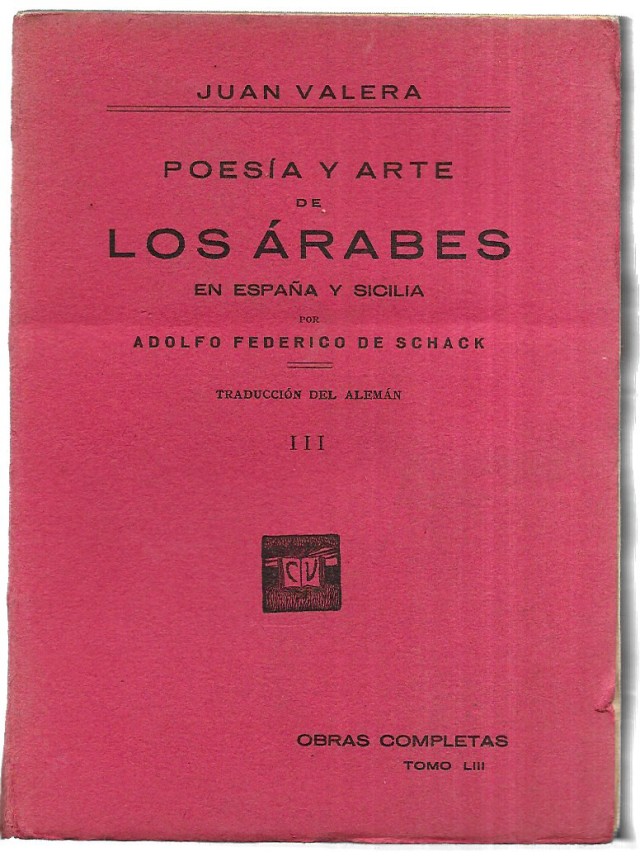 JUAN VALERA
POESÍA Y ARTE
DE
LOS ÁRABES
EN ESPAÑA Y SICILIA
POR
ADOLFO FEDERICO DE SCHACK
TRADUCCIÓN DEL ALEMÁN
III
CV
OBRAS COMPLETAS
TOMO LIII